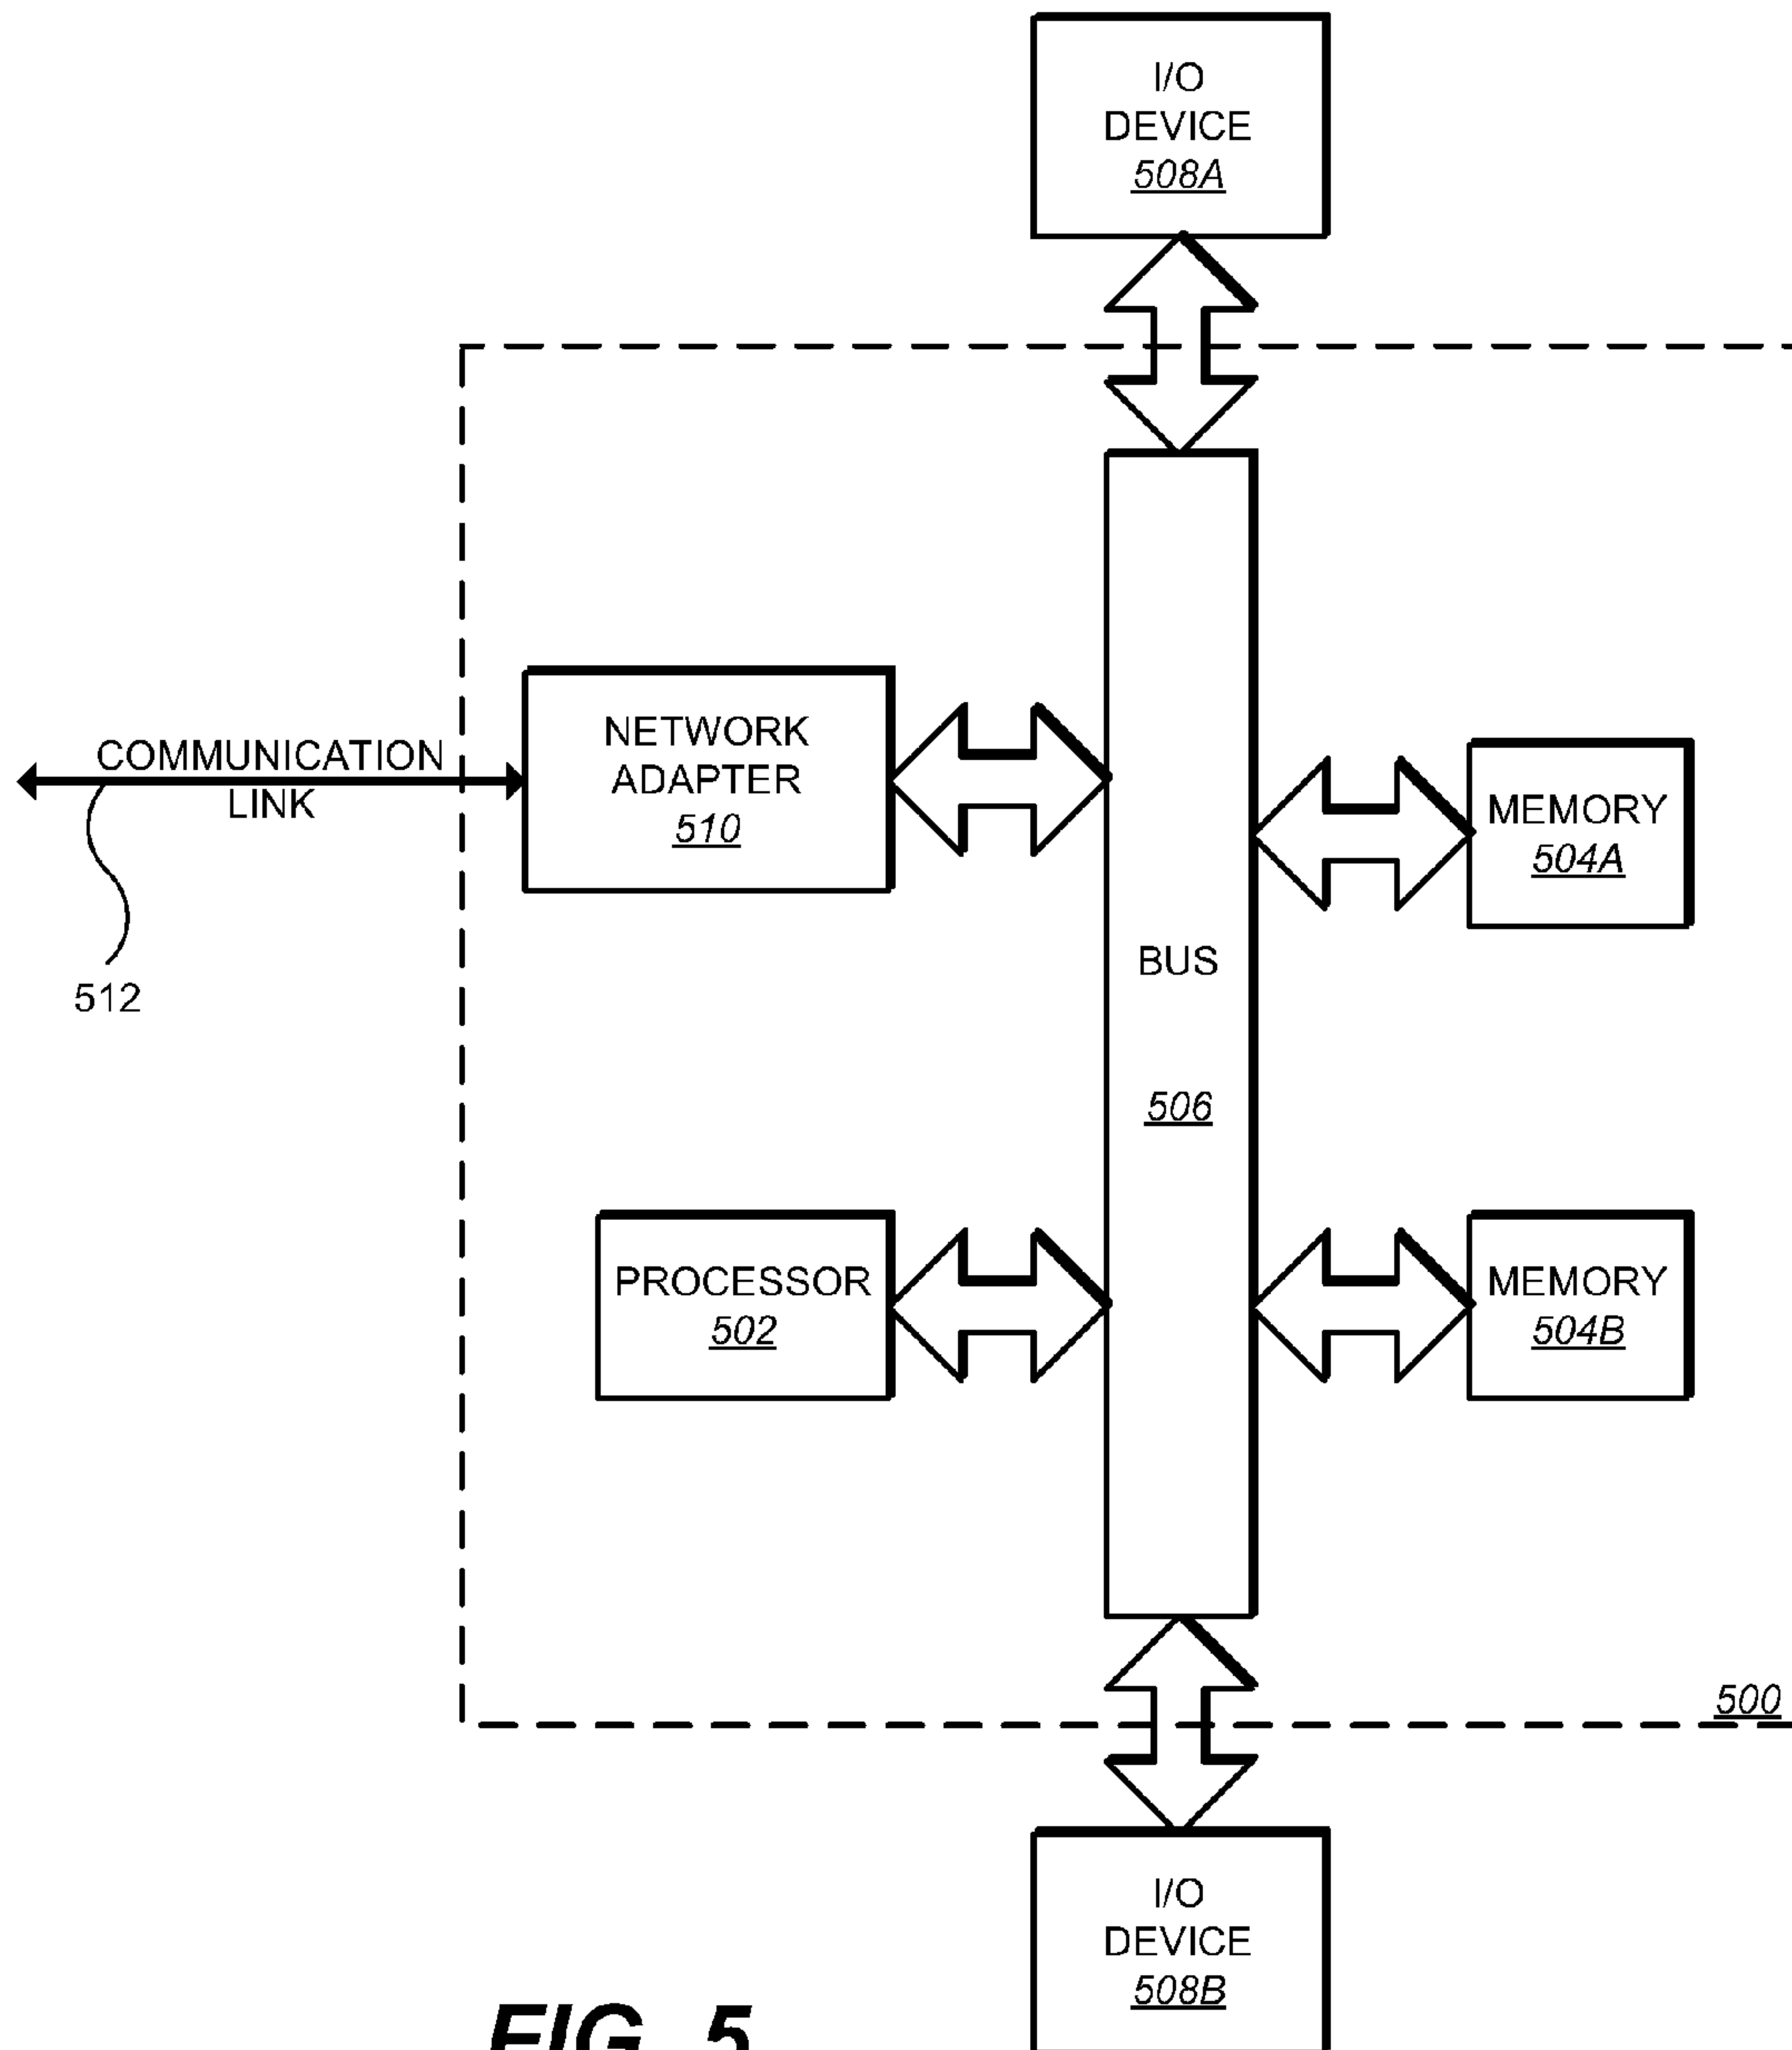 I/O
DEVICE
508A
COMMUNICATION
LINK
512
NETWORK
ADAPTER
510
MEMORY
504A
BUS
506
PROCESSOR
502
MEMORY
504B
500
I/O
DEVICE
508B
FIG. 5